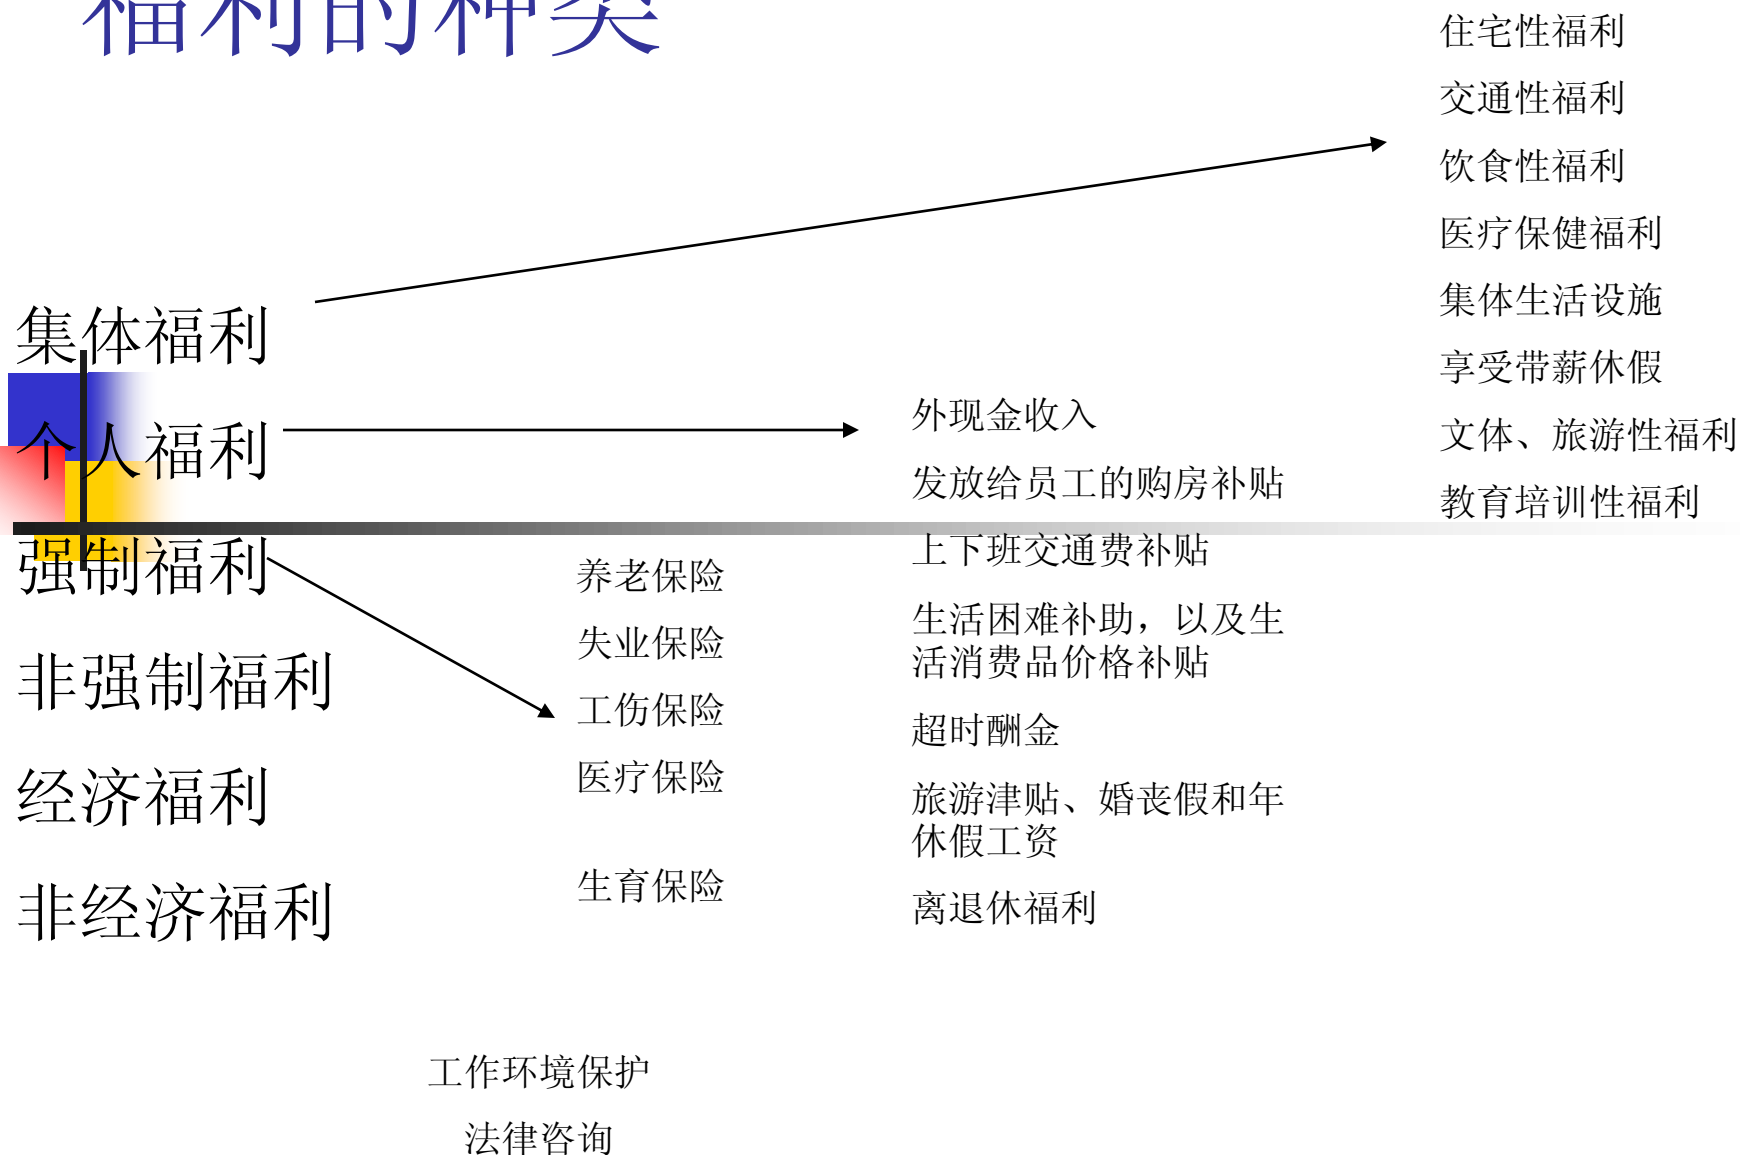 福利的种类
集体福利
个人福利
强制福利
非强制福利
经济福利
非经济福利
住宅性福利
交通性福利
饮食性福利
医疗保健福利
集体生活设施
享受带薪休假
文体、旅游性福利
教育培训性福利
外现金收入
发放给员工的购房补贴
上下班交通费补贴
生活困难补助，以及生
活消费品价格补贴
超时酬金
旅游津贴、婚丧假和年
休假工资
离退休福利
养老保险
失业保险
工伤保险
医疗保险
生育保险
工作环境保护
法律咨询